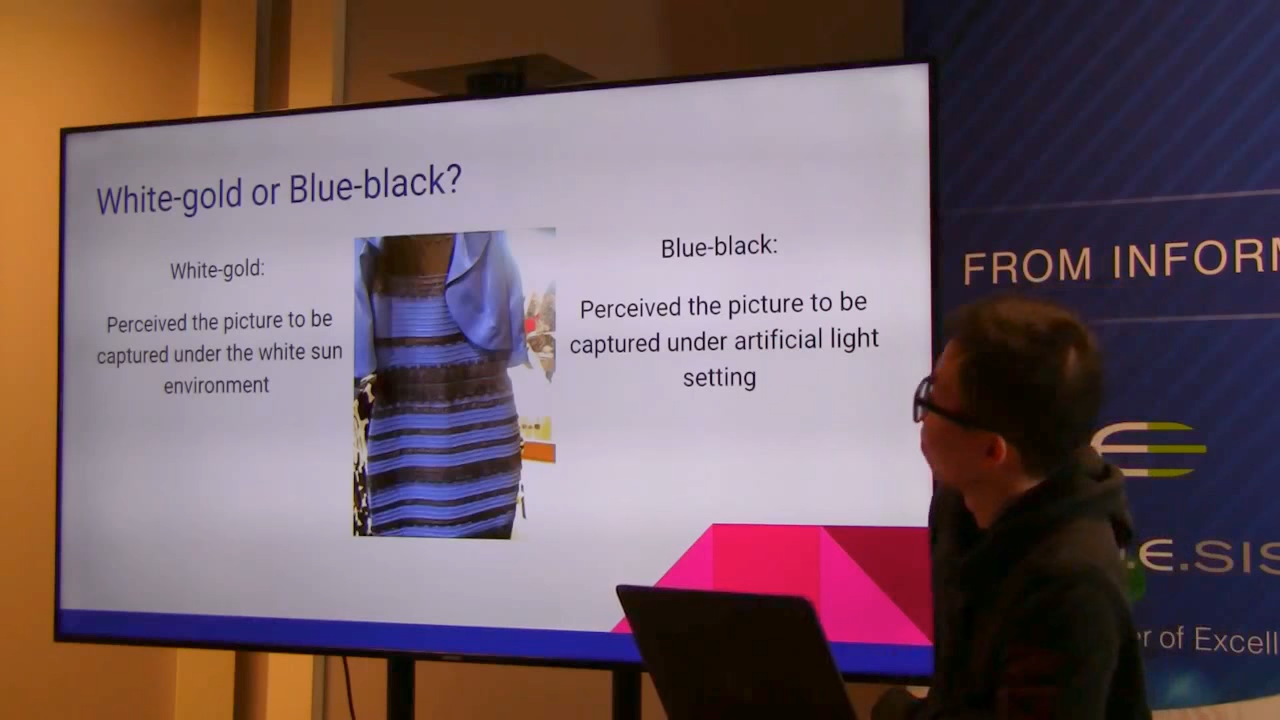 White-gold or Blue-black?
White-gold:
Perceived the picture to be
captured under the white sun
environment
Blue-black:
Perceived the picture to be
captured under artificial light
setting
FROM INFORM
.E.SIS
er of Excell